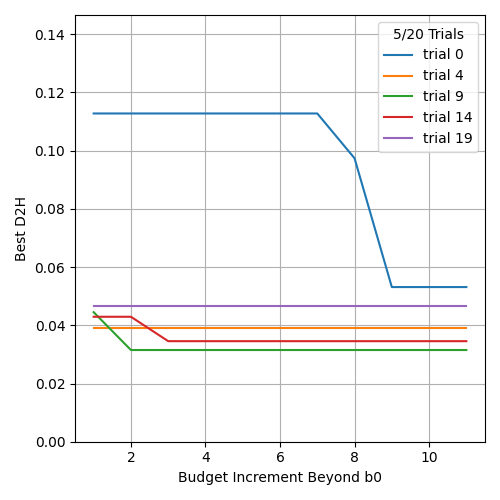 5/20 Trials
trial 0
trial 4
trial 9
trial 14
trial 19
0.14
0.12
0.10
0.08
0.06
0.04
0.02
0.00
Best D2H
2 4 6 8 10
Budget Increment Beyond b0